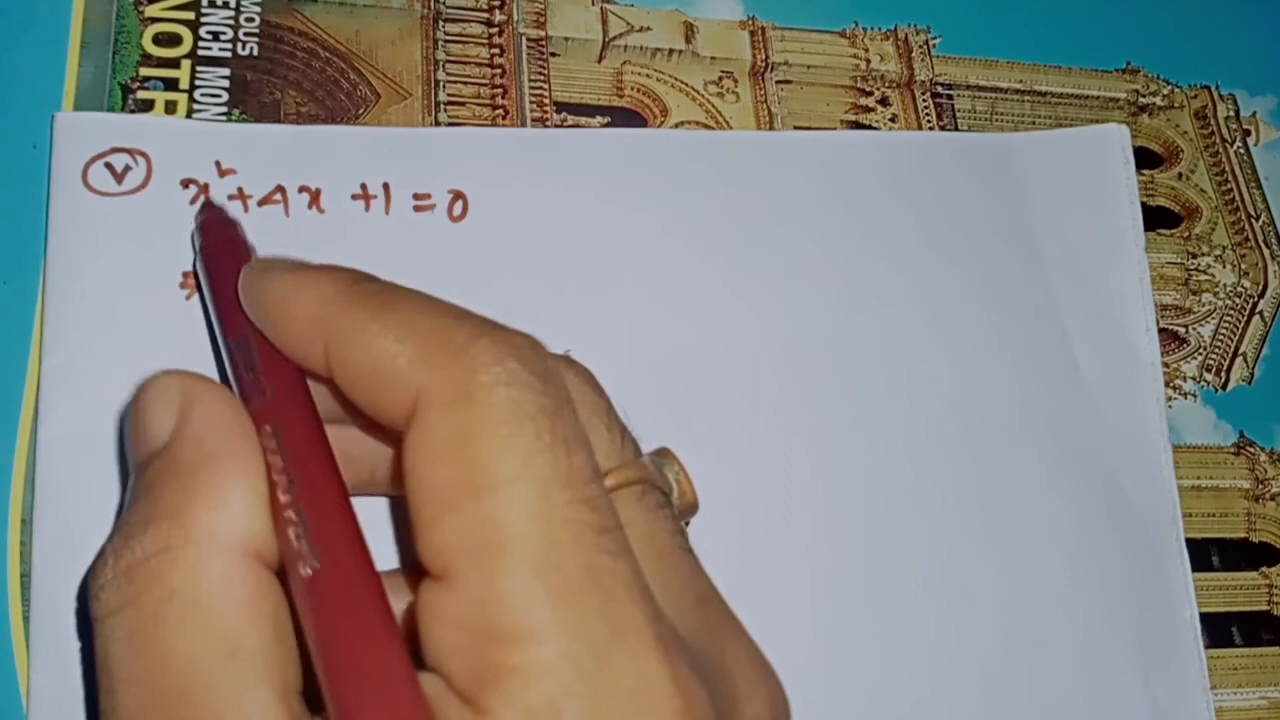 MOUS
ENCH MON
NOTR
(v) x² + 4x + 1 = 0